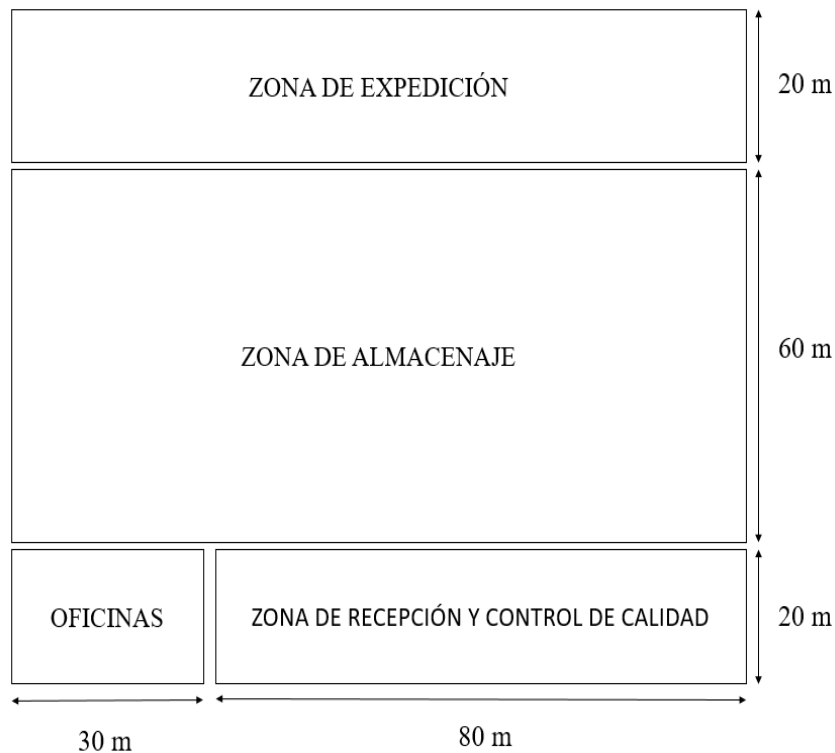 ZONA DE EXPEDICIÓN
20 m
ZONA DE ALMACENAJE
60 m
OFICINAS
ZONA DE RECEPCIÓN Y CONTROL DE CALIDAD
20 m
30 m
80 m